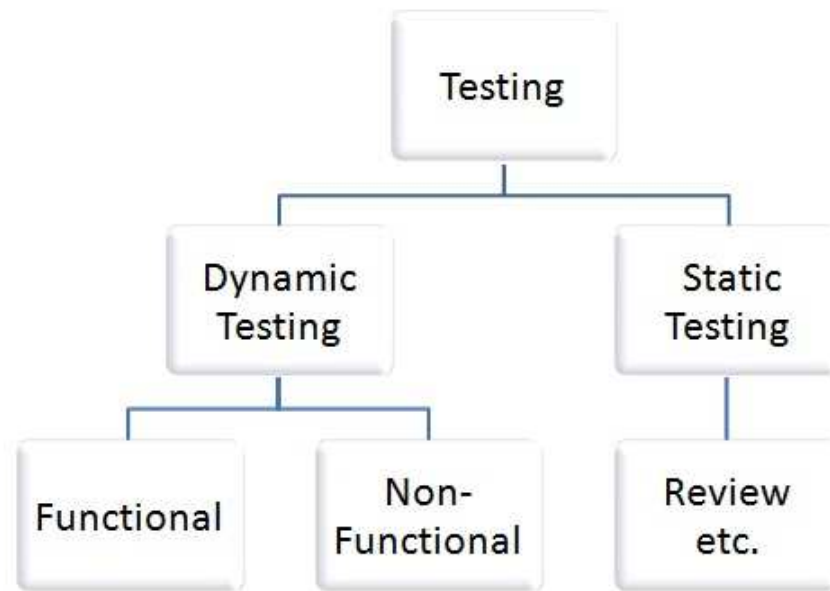 Testing
Dynamic
Testing
Static
Testing
Functional
Non-
Functional
Review
etc.